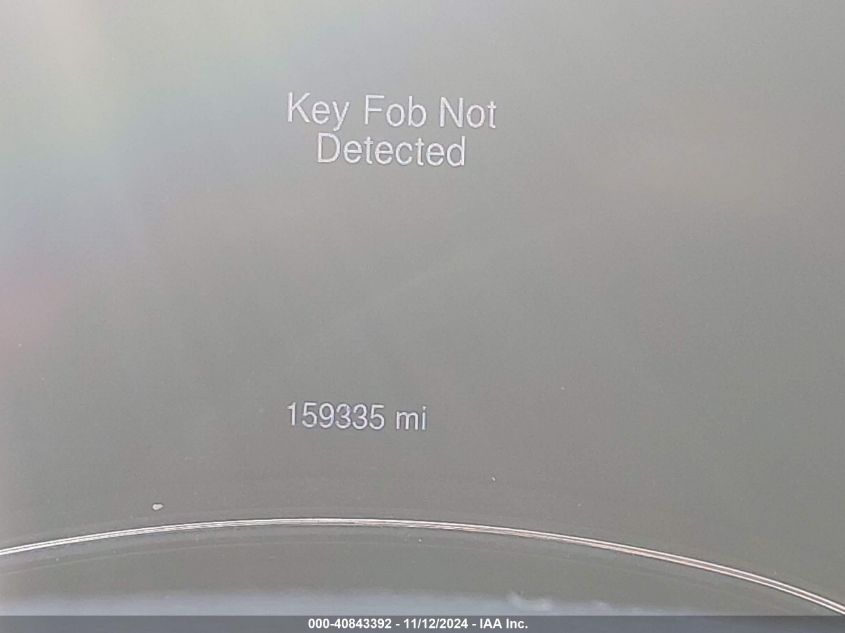 Key Fob Not
Detected
159335 mi
000-40843392 - 11/12/2024 - IAA Inc.